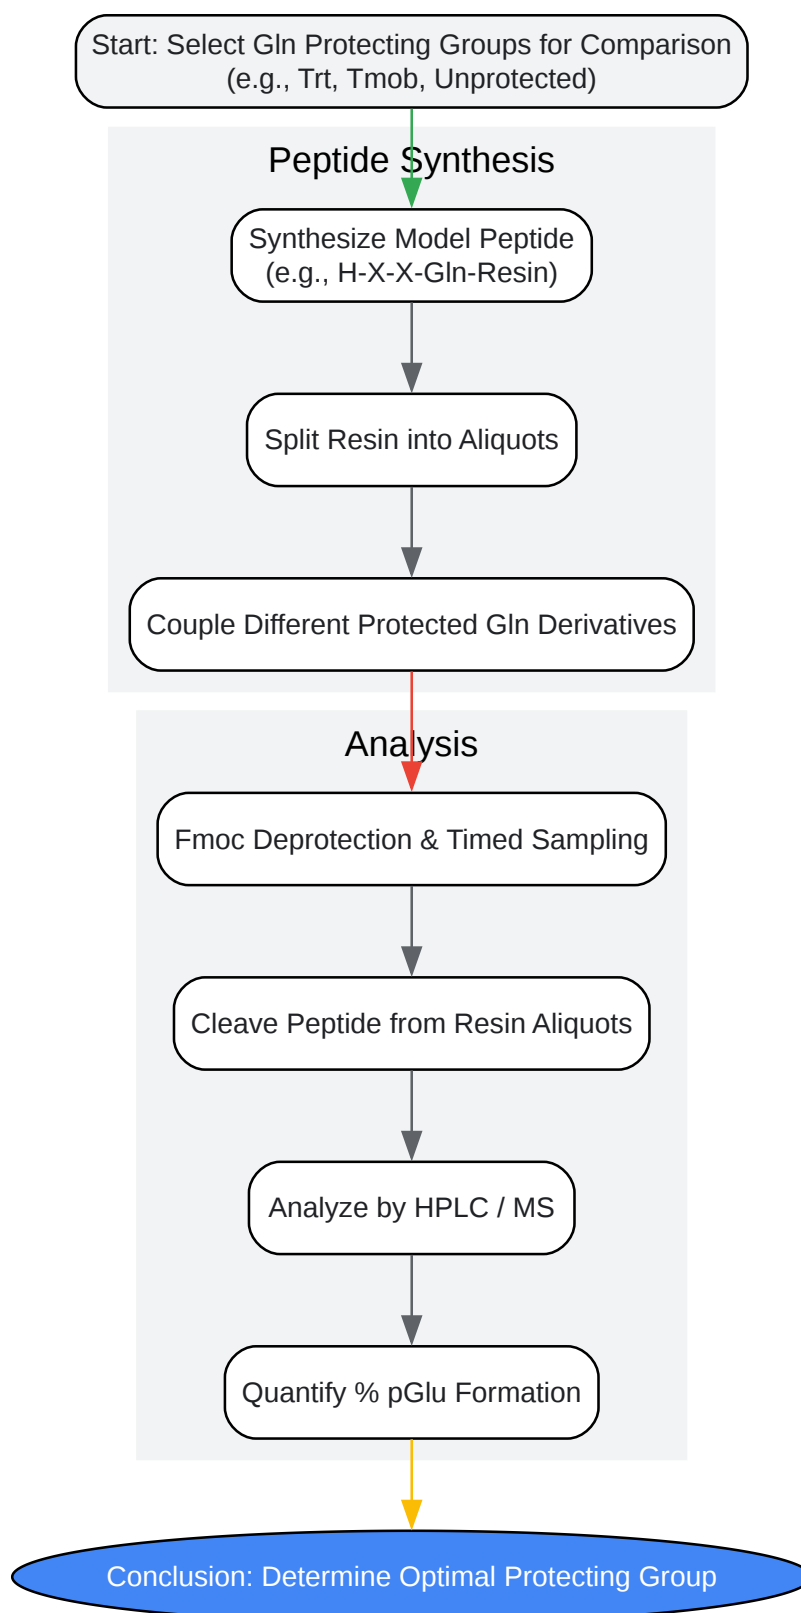 Start: Select Gln Protecting Groups for Comparison
(e.g., Trt, Tmob, Unprotected)
Peptide Synthesis
Synthesize Model Peptide
(e.g., H-X-X-Gln-Resin)
Split Resin into Aliquots
Couple Different Protected Gln Derivatives
Analysis
Fmoc Deprotection & Timed Sampling
Cleave Peptide from Resin Aliquots
Analyze by HPLC / MS
Quantify % pGlu Formation
Conclusion: Determine Optimal Protecting Group